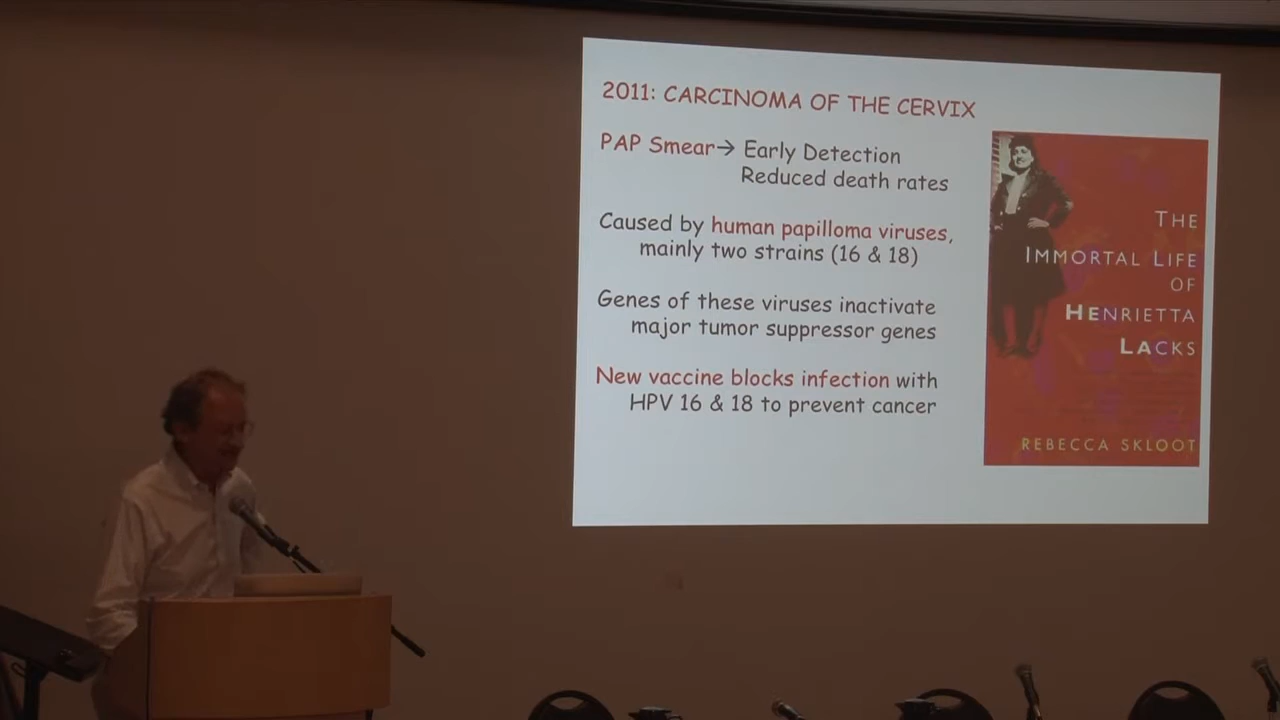 2011: CARCINOMA OF THE CERVIX
PAP Smear→ Early Detection
Reduced death rates
Caused by human papilloma viruses,
mainly two strains (16 & 18)
Genes of these viruses inactivate
major tumor suppressor genes
New vaccine blocks infection with
HPV 16 & 18 to prevent cancer
THE
IMMORTAL LIFE
OF
HENRIETTA
LACKS
REBECCA SKLOOT